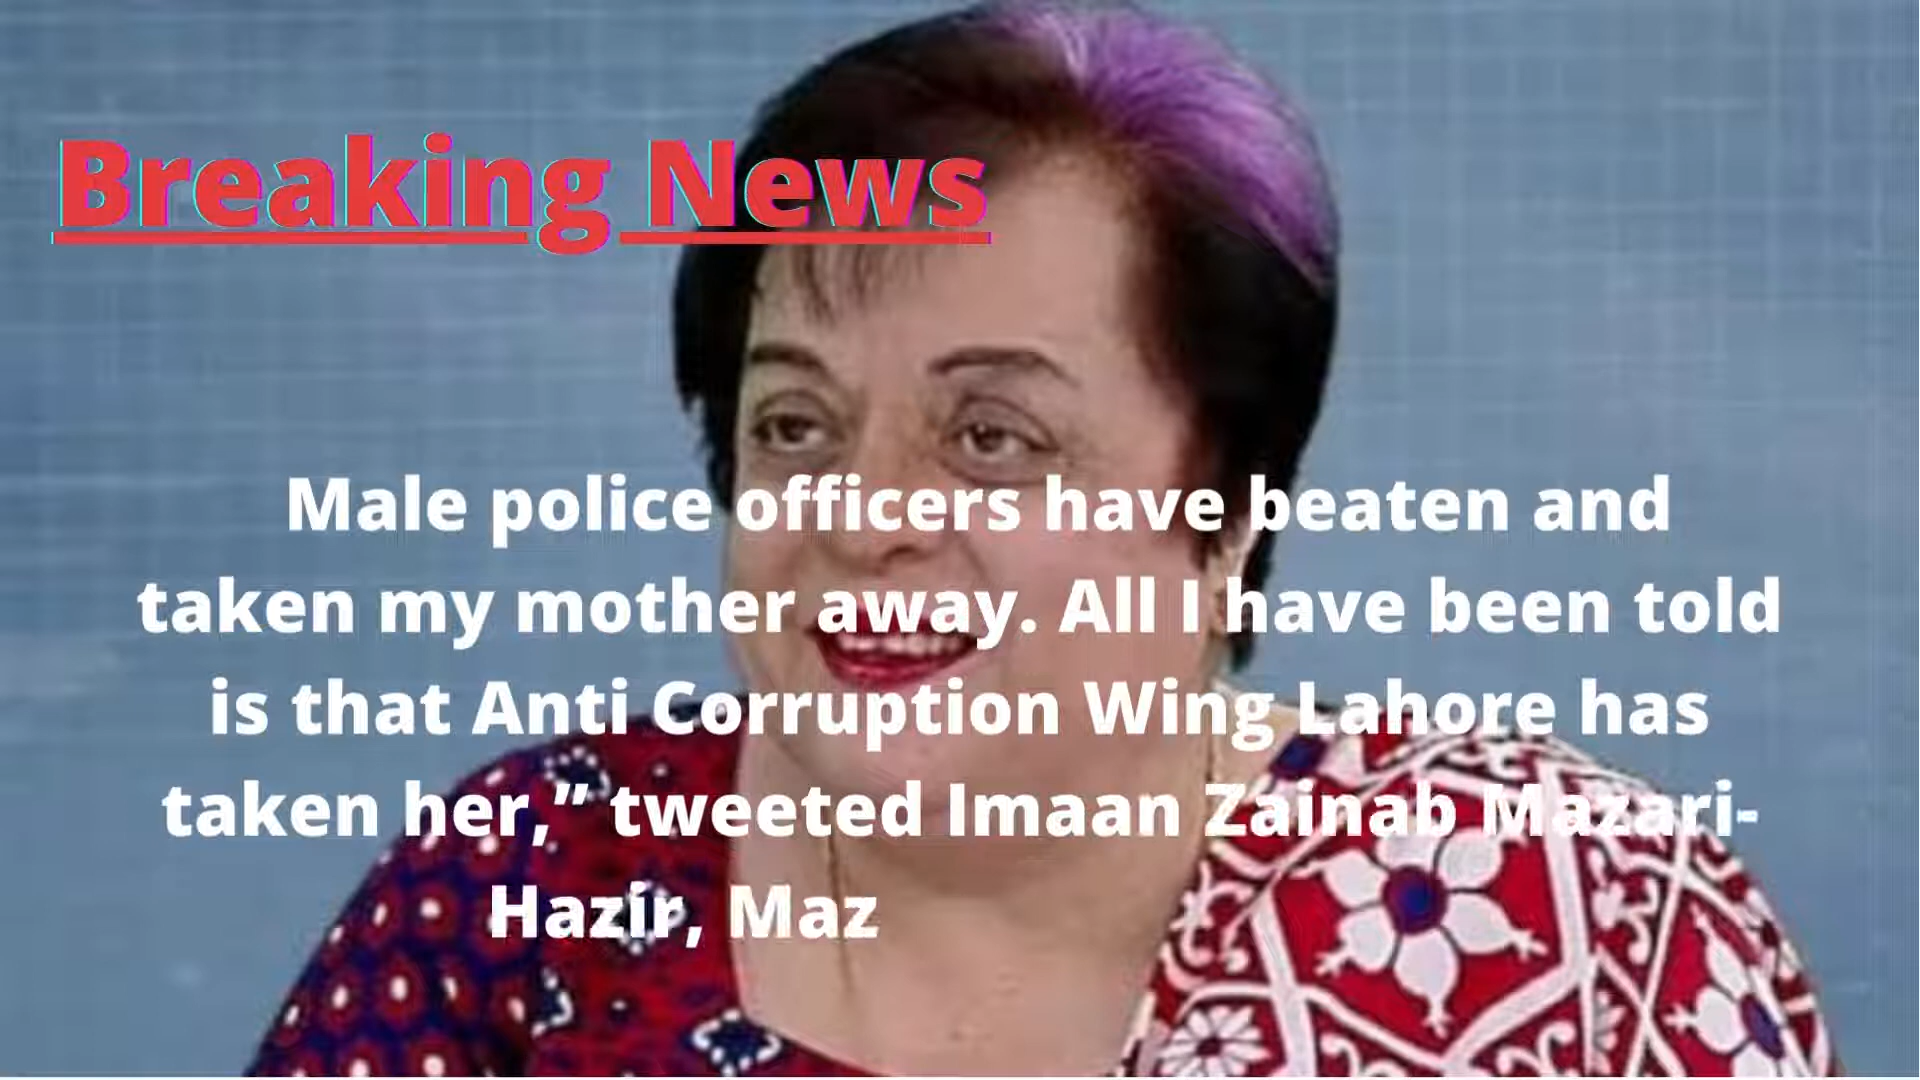 Breaking News
Male police officers have beaten and
taken my mother away. All I have been told
is that Anti Corruption Wing Lahore has
taken her,” tweeted Imaan Zainab Mazari-
Hazir, Maz